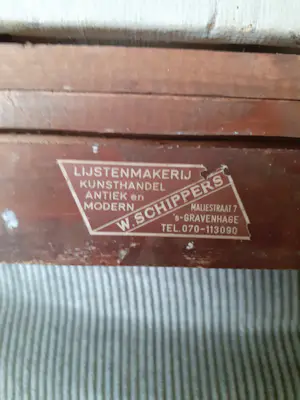 LIJSTENMAKERIJ
KUNSTHANDEL
ANTIEK en
MODERN
W.SCHIPPERS
MALIESTRAAT 7
's-GRAVENHAGE
TEL.070-113090